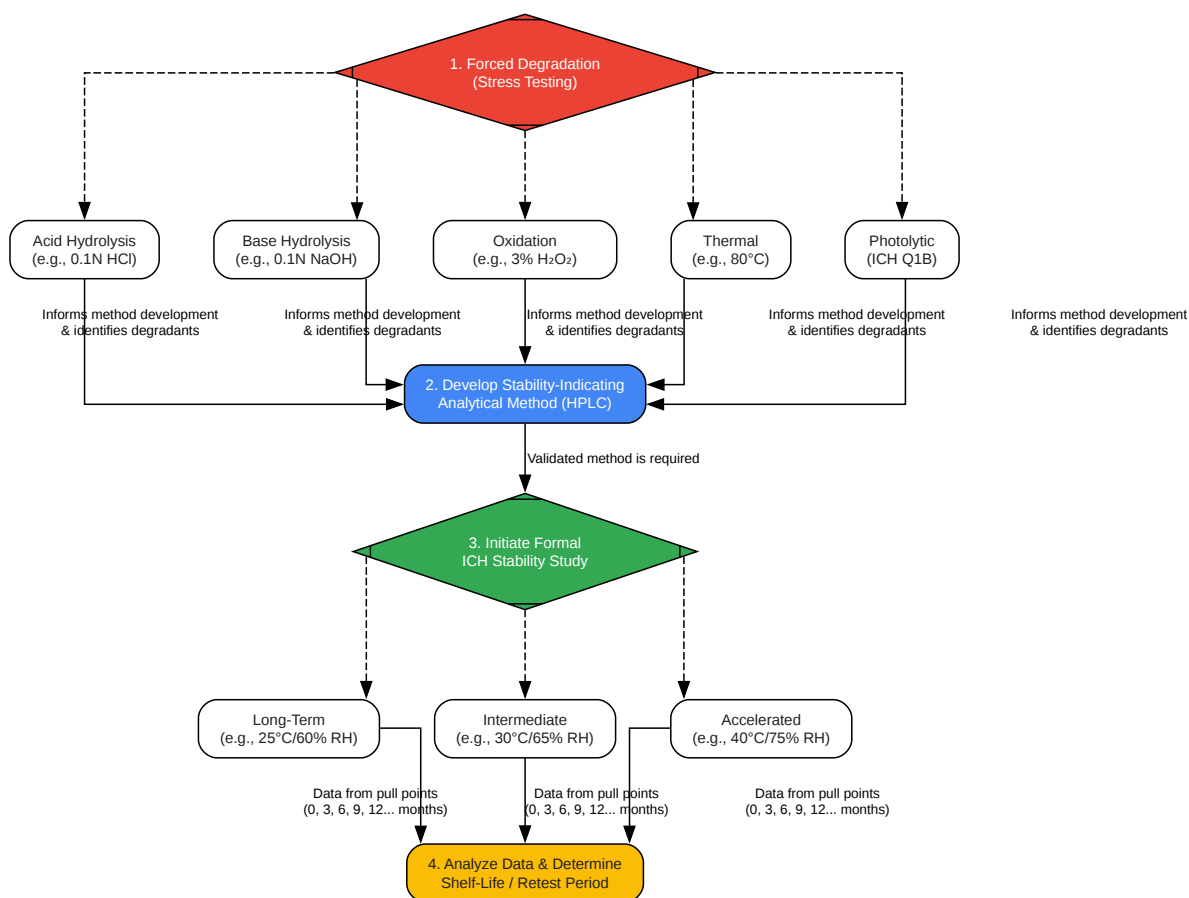 1. Forced Degradation
(Stress Testing)
Acid Hydrolysis
(e.g., 0.1N HCl)
Base Hydrolysis
(e.g., 0.1N NaOH)
Oxidation
(e.g., 3% H₂O₂)
Thermal
(e.g., 80°C)
Photolytic
(ICH Q1B)
Informs method development
& identifies degradants
Informs method development
& identifies degradants
Informs method development
& identifies degradants
Informs method development
& identifies degradants
Informs method development
& identifies degradants
2. Develop Stability-Indicating
Analytical Method (HPLC)
Validated method is required
3. Initiate Formal
ICH Stability Study
Long-Term
(e.g., 25°C/60% RH)
Intermediate
(e.g., 30°C/65% RH)
Accelerated
(e.g., 40°C/75% RH)
Data from pull points
(0, 3, 6, 9, 12... months)
Data from pull points
(0, 3, 6, 9, 12... months)
Data from pull points
(0, 3, 6, 9, 12... months)
4. Analyze Data & Determine
Shelf-Life / Retest Period